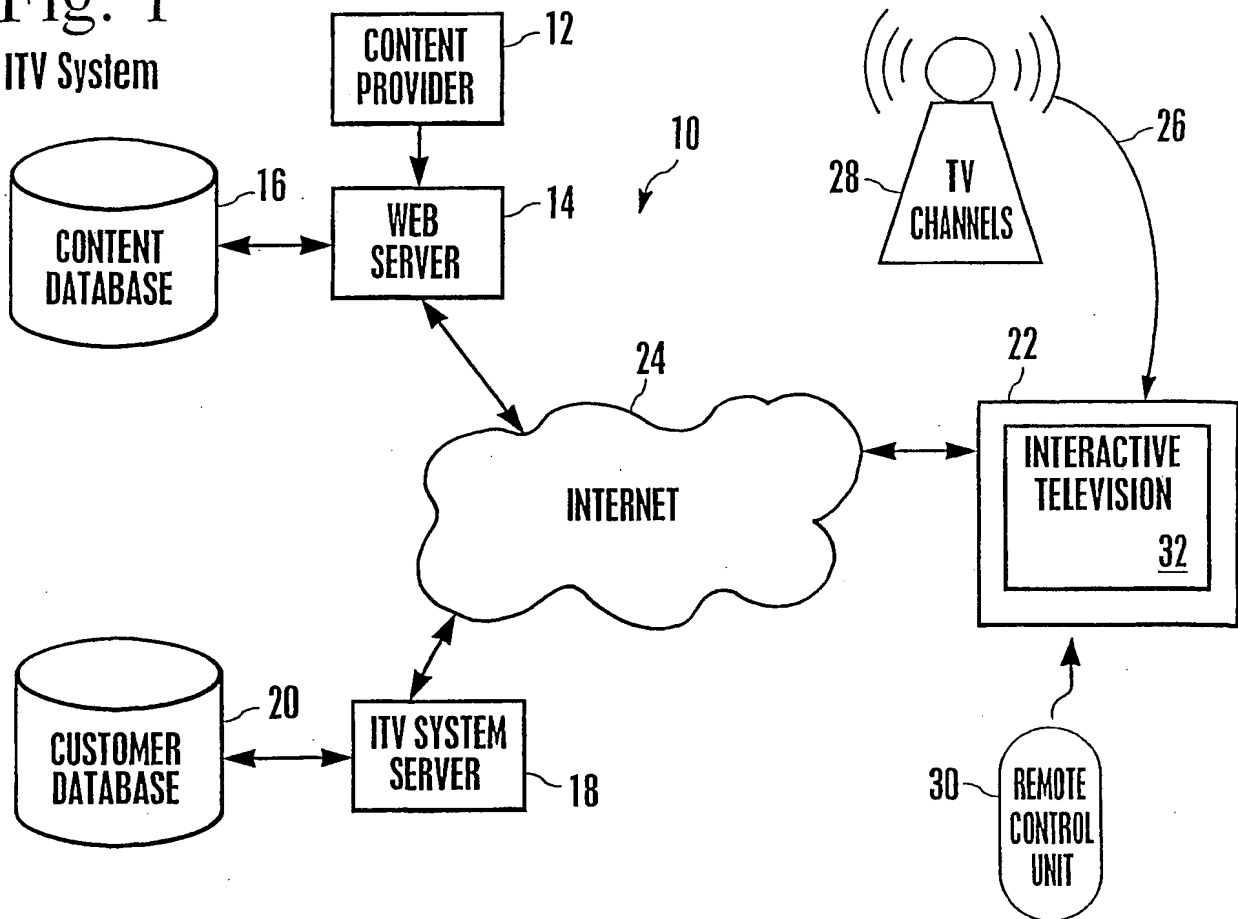 Fig. 1
ITV System
CONTENT
PROVIDER
12
10
26
28
TV
CHANNELS
16
CONTENT
DATABASE
14
WEB
SERVER
24
22
INTERNET
INTERACTIVE
TELEVISION
32
20
CUSTOMER
DATABASE
ITV SYSTEM
SERVER
18
30
REMOTE
CONTROL
UNIT